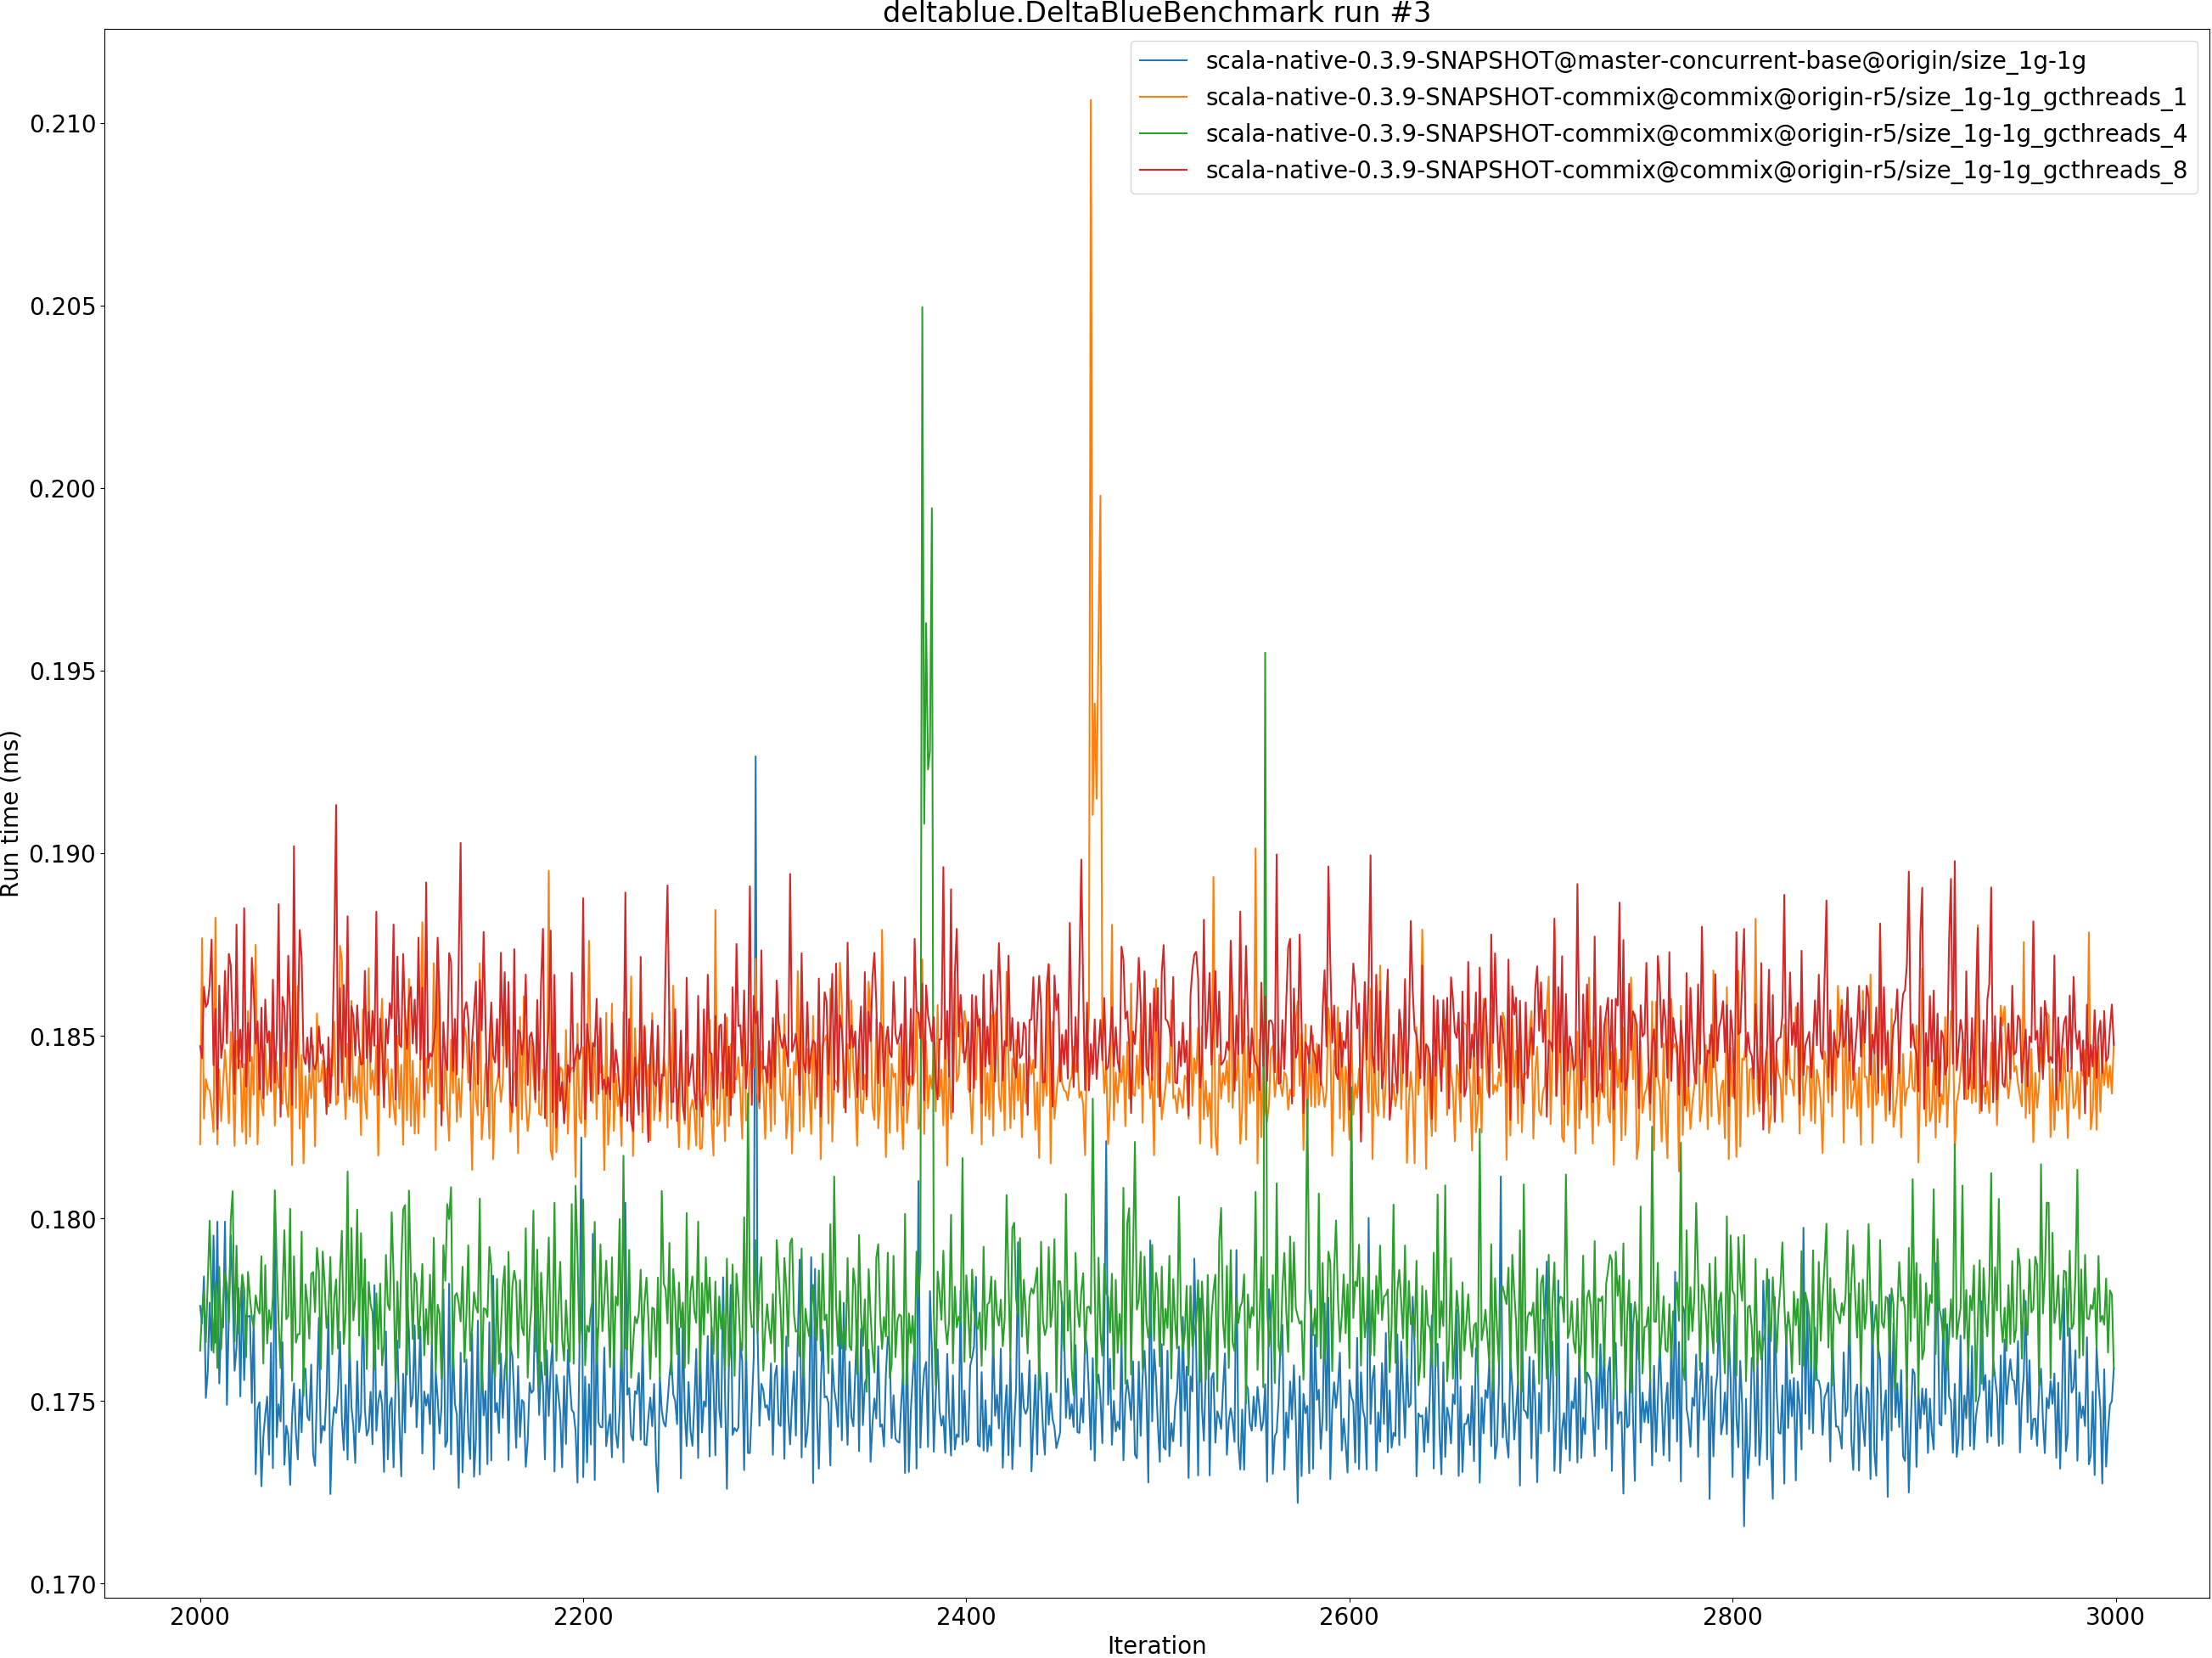 deltablue.DeltaBlueBenchmark run #3
scala-native-0.3.9-SNAPSHOT@master-concurrent-base@origin/size_1g-1g
scala-native-0.3.9-SNAPSHOT-commix@commix@origin-r5/size_1g-1g_gcthreads_1
scala-native-0.3.9-SNAPSHOT-commix@commix@origin-r5/size_1g-1g_gcthreads_4
scala-native-0.3.9-SNAPSHOT-commix@commix@origin-r5/size_1g-1g_gcthreads_8
0.210
0.205
0.200
0.195
0.190
0.185
0.180
0.175
0.170
Run time (ms)
2000 2200 2400 2600 2800 3000
Iteration